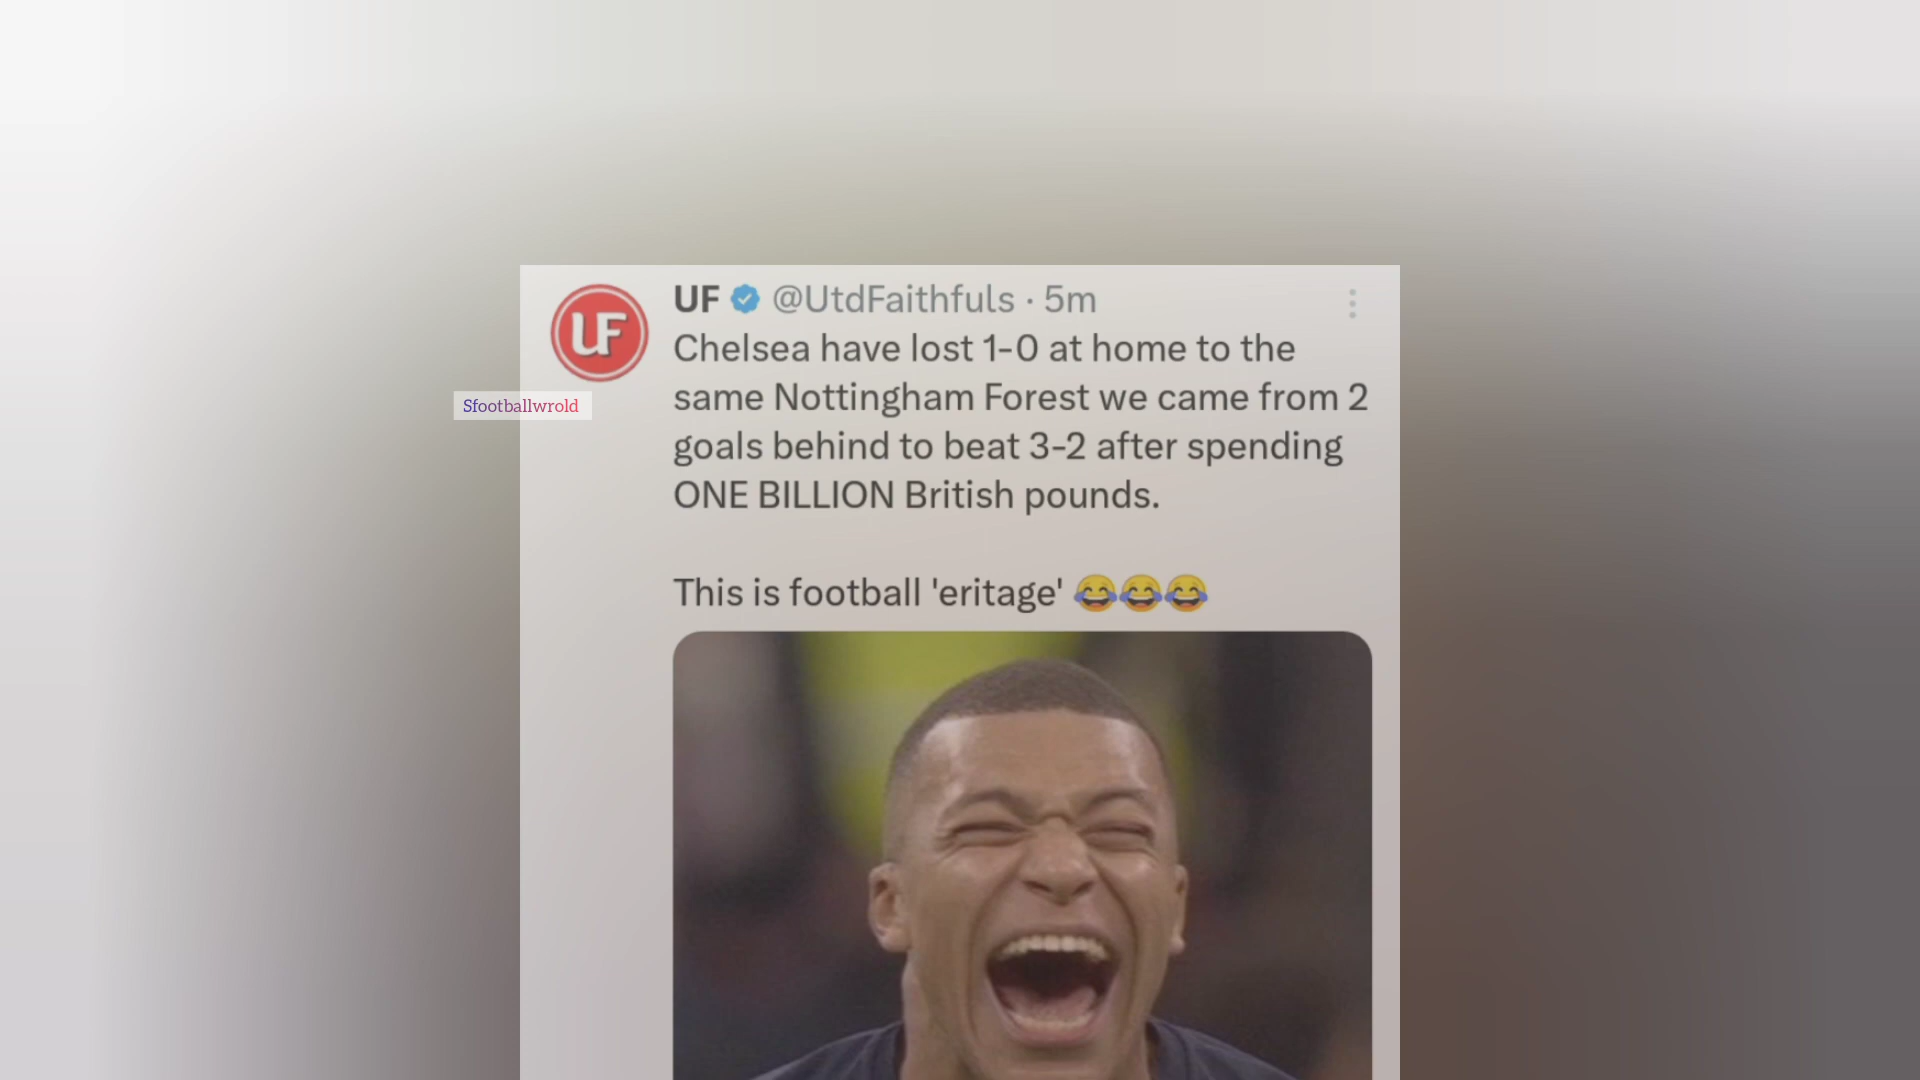 UF @UtdFaithfuls · 5m
Chelsea have lost 1-0 at home to the
same Nottingham Forest we came from 2
goals behind to beat 3-2 after spending
ONE BILLION British pounds.
This is football 'eritage' 😂😂😂
UF
Sfootballwrold